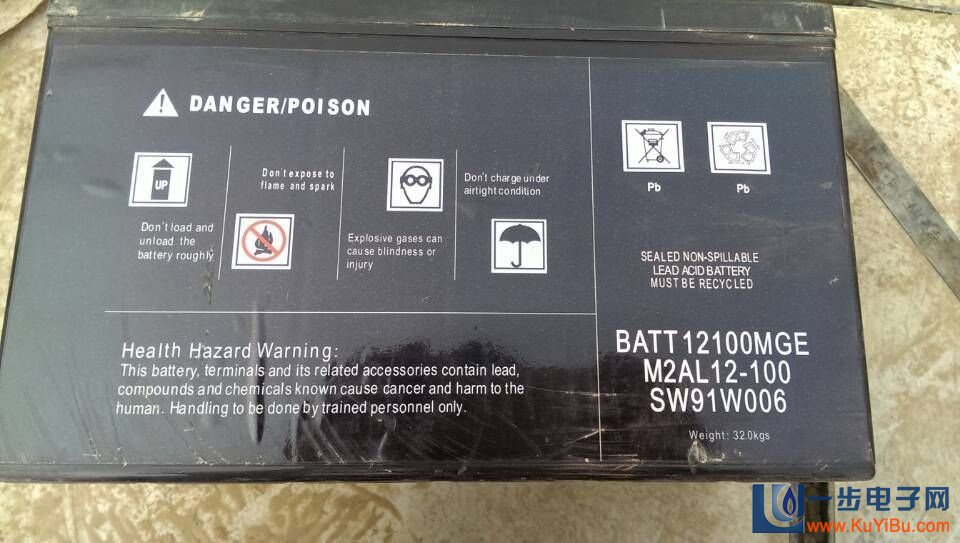 DANGER/POISON
UP
Don't load and
unload the
battery roughly
Don't expose to
flame and spark
Explosive gases can
cause blindness or
injury
Don't charge under
airtight condition
Pb
Pb
SEALED NON-SPILLABLE
LEAD ACID BATTERY
MUST BE RECYCLED
BATT12100MGE
M2AL12-100
SW91W006
Weight: 32.0kgs
Health Hazard Warning:
This battery, terminals and its related accessories contain lead,
compounds and chemicals known cause cancer and harm to the
human. Handling to be done by trained personnel only.
一步电子网
www.KuYiBu.com